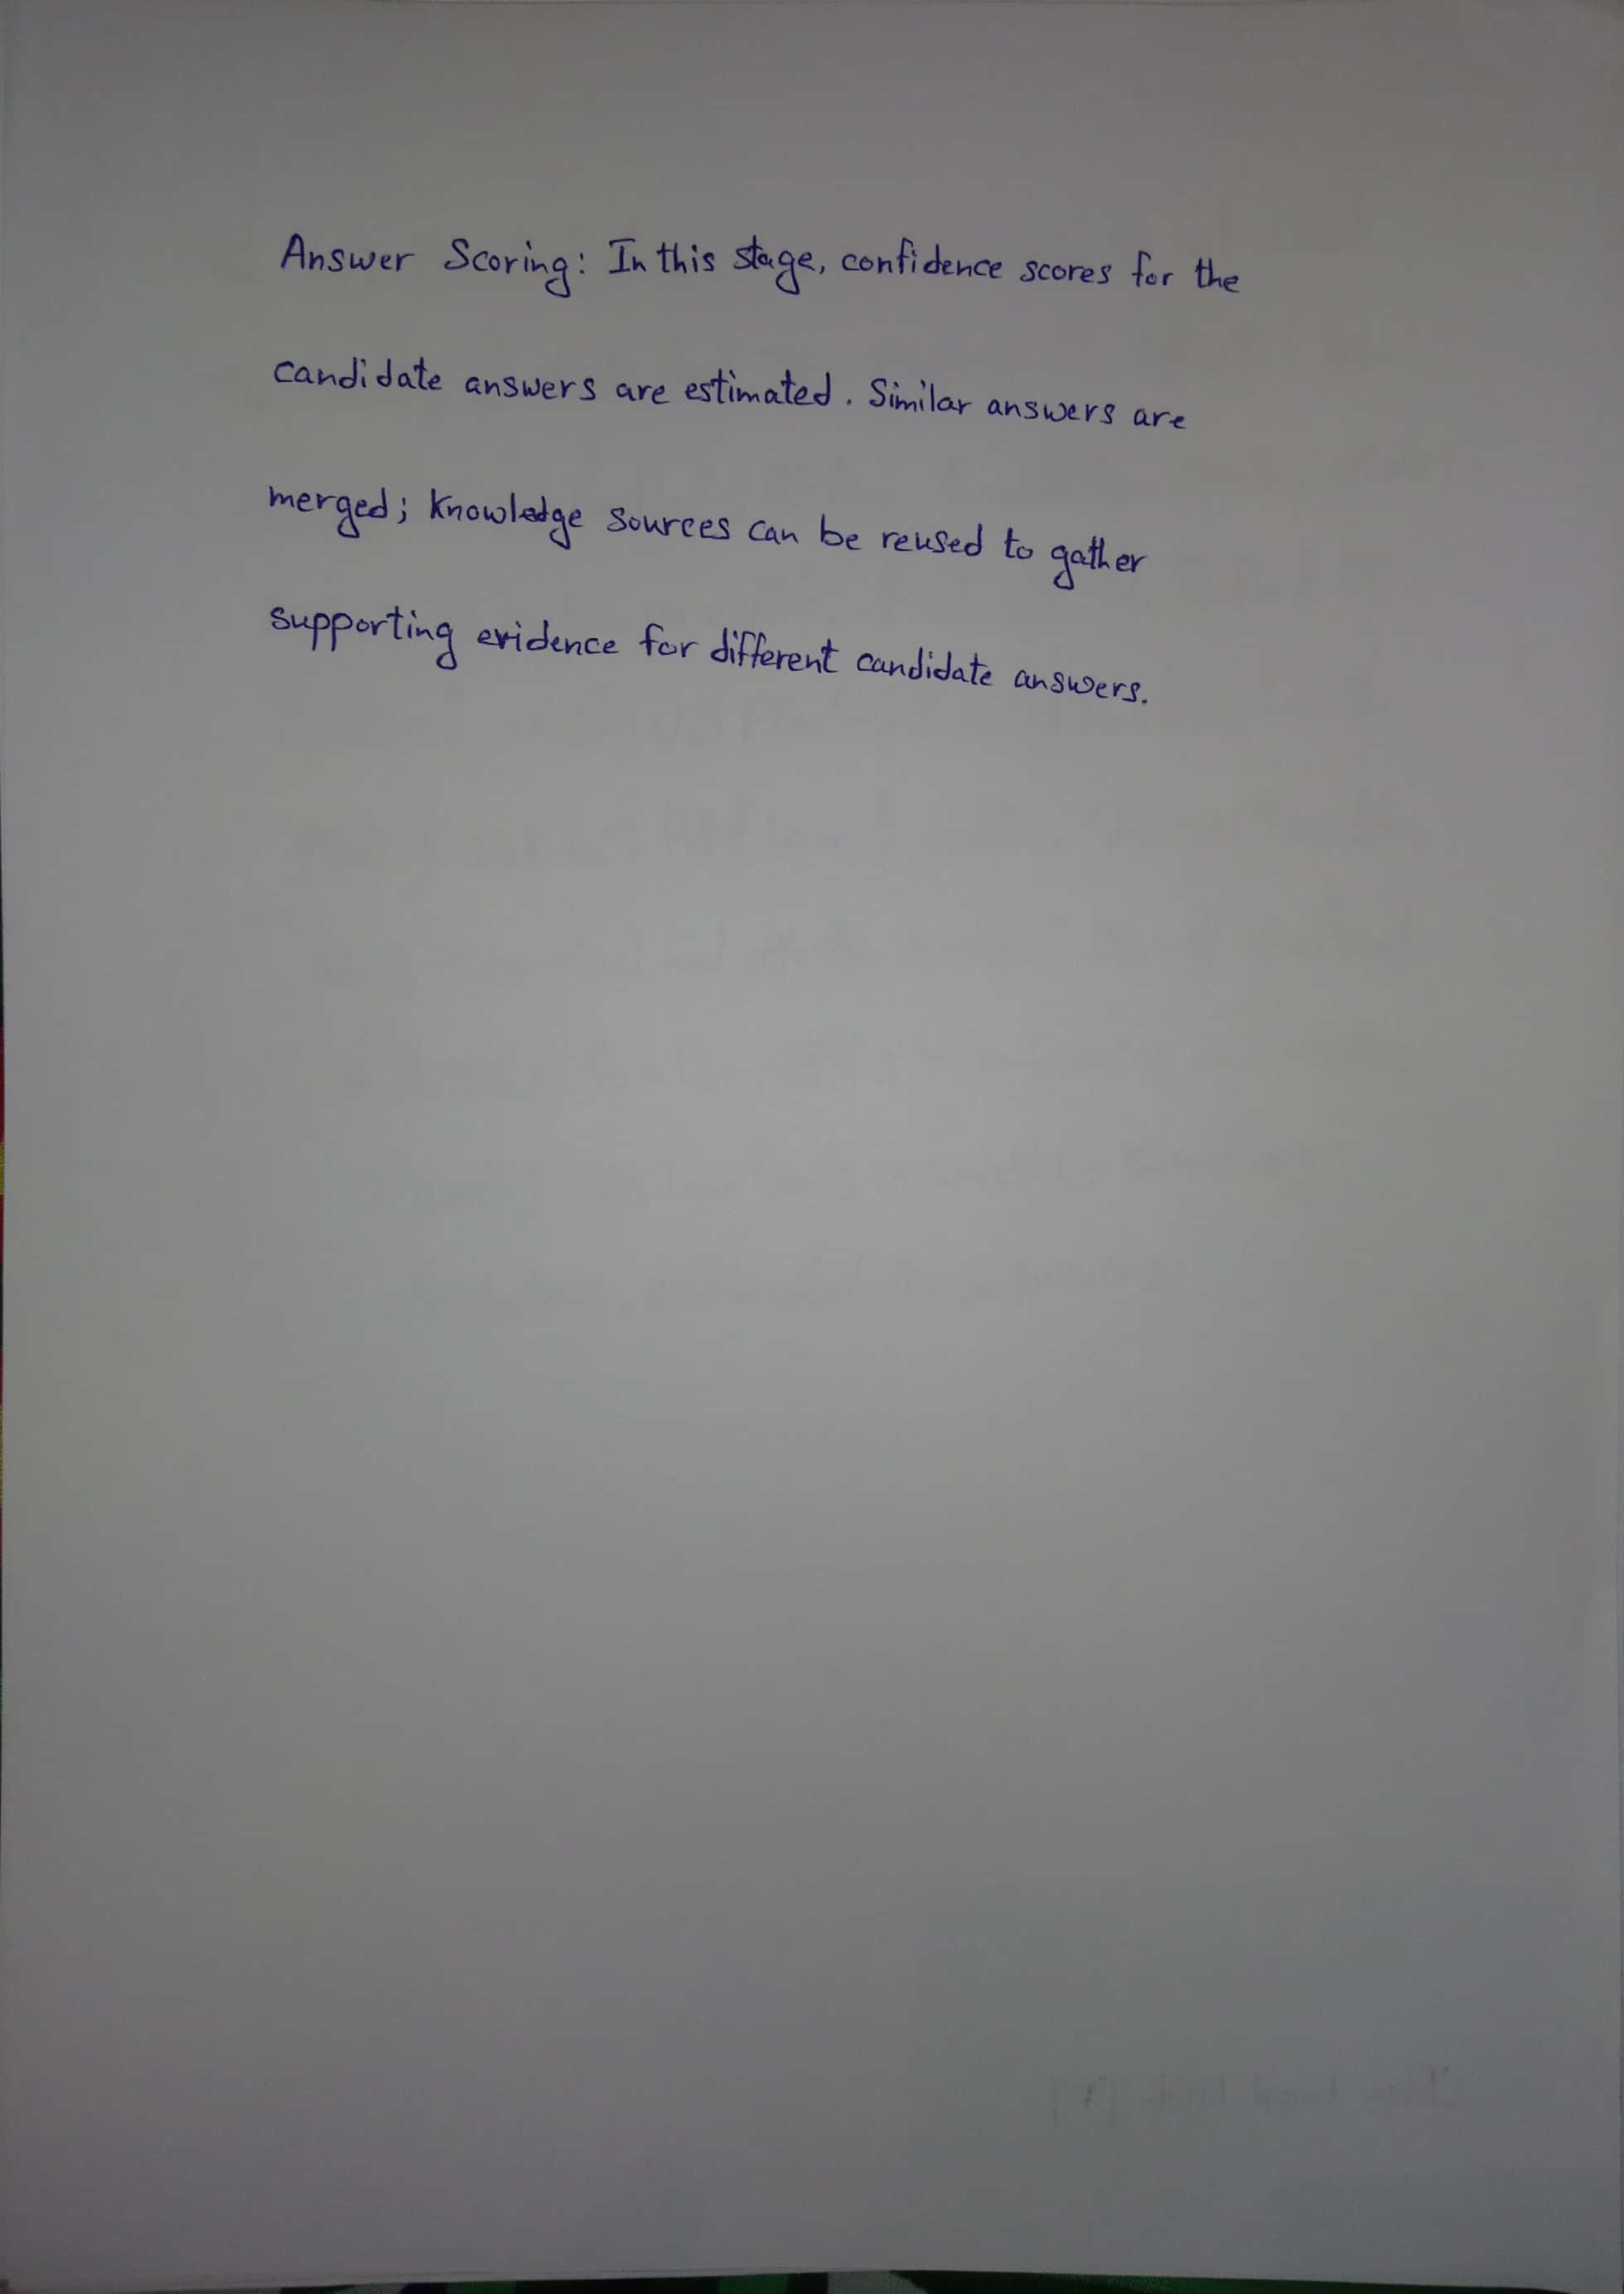 Answer Scoring: In this stage, confidence scores for the
candidate answers are estimated. Similar answers are
merged; knowledge sources can be reused to gather
supporting evidence for different candidate answers.